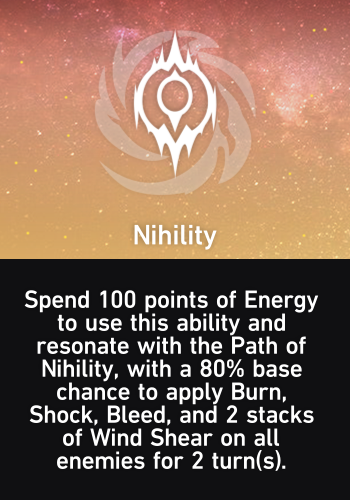 Nihility
Spend 100 points of Energy
to use this ability and
resonate with the Path of
Nihility, with a 80% base
chance to apply Burn,
Shock, Bleed, and 2 stacks
of Wind Shear on all
enemies for 2 turn(s).